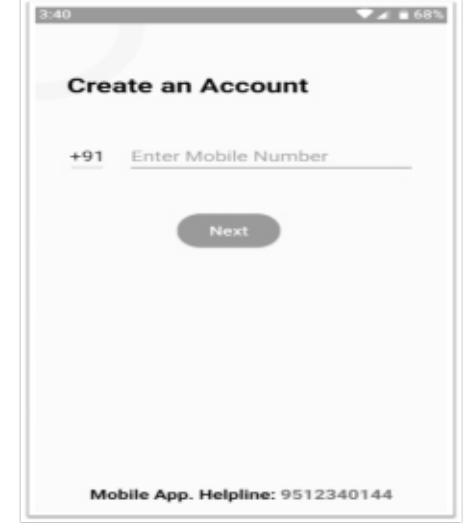 3:40 68%
Create an Account
+91 Enter Mobile Number
Next
Mobile App. Helpline: 9512340144